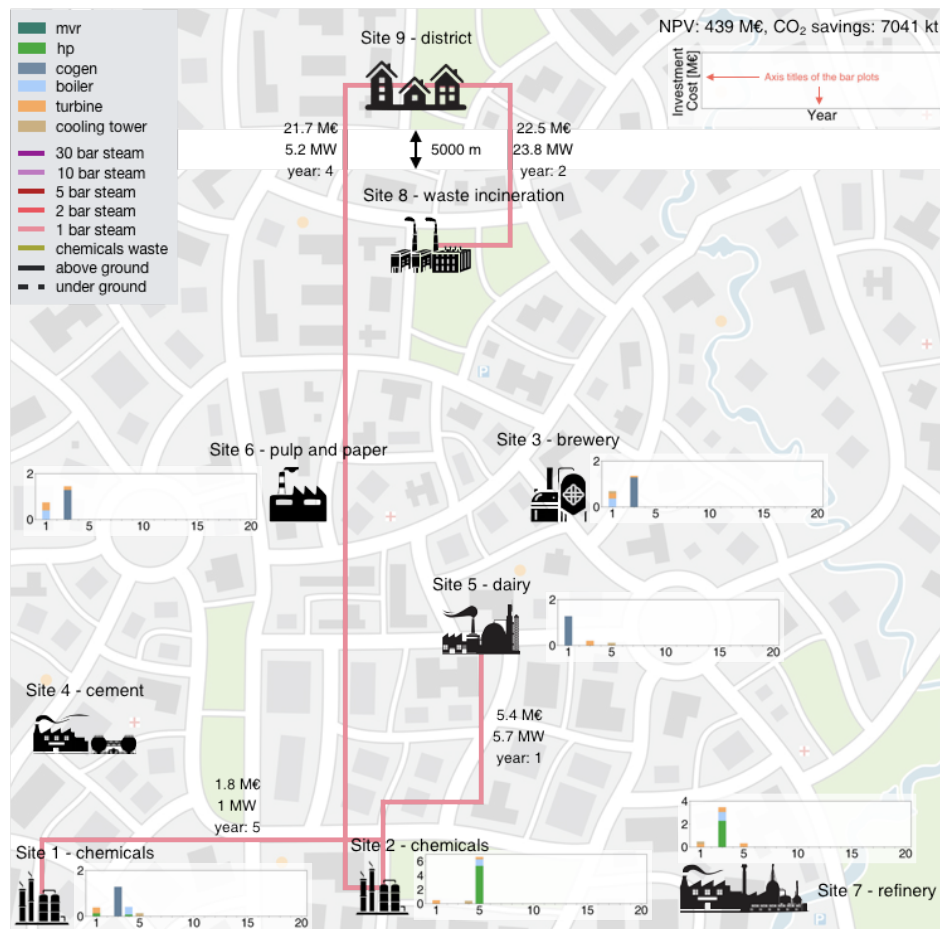 mvr
hp
cogen
boiler
turbine
cooling tower
30 bar steam
10 bar steam
5 bar steam
2 bar steam
1 bar steam
chemicals waste
above ground
under ground
NPV: 439 M€, CO₂ savings: 7041 kt
Investment
Cost [M€]
Axis titles of the bar plots
Year
Site 9 - district
21.7 M€
5.2 MW
year: 4
5000 m
22.5 M€
23.8 MW
year: 2
Site 8 - waste incineration
P
Site 6 - pulp and paper
2
0
1 5 10 15 20
Site 3 - brewery
2
0
1 5 10 15 20
Site 5 - dairy
2
0
1 5 10 15 20
Site 4 - cement
5.4 M€
5.7 MW
year: 1
1.8 M€
1 MW
year: 5
Site 1 - chemicals
2
0
1 5 10 15 20
Site 2 - chemicals
6
4
2
0
1 5 10 15 20
4
2
0
1 5 10 15 20
Site 7 - refinery